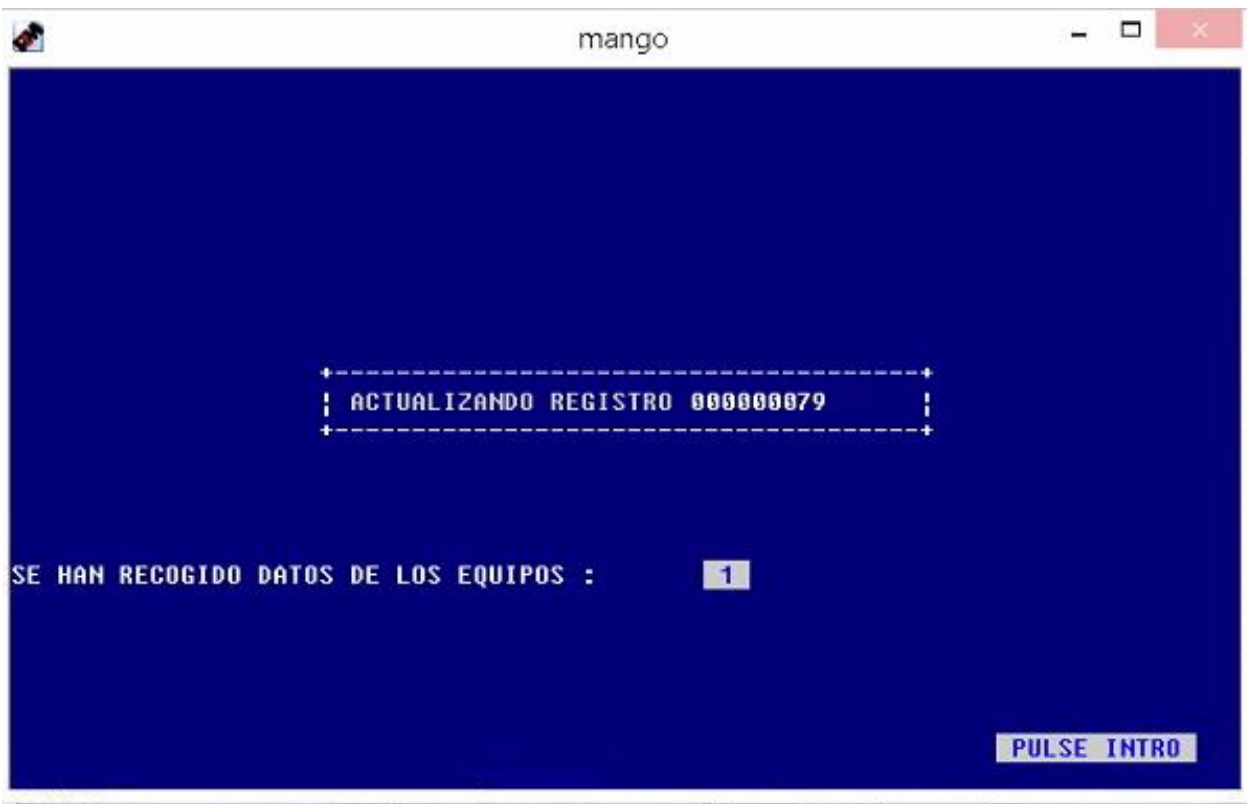 mango
ACTUALIZANDO REGISTRO 000000079
SE HAN RECOGIDO DATOS DE LOS EQUIPOS : 1
PULSE INTRO